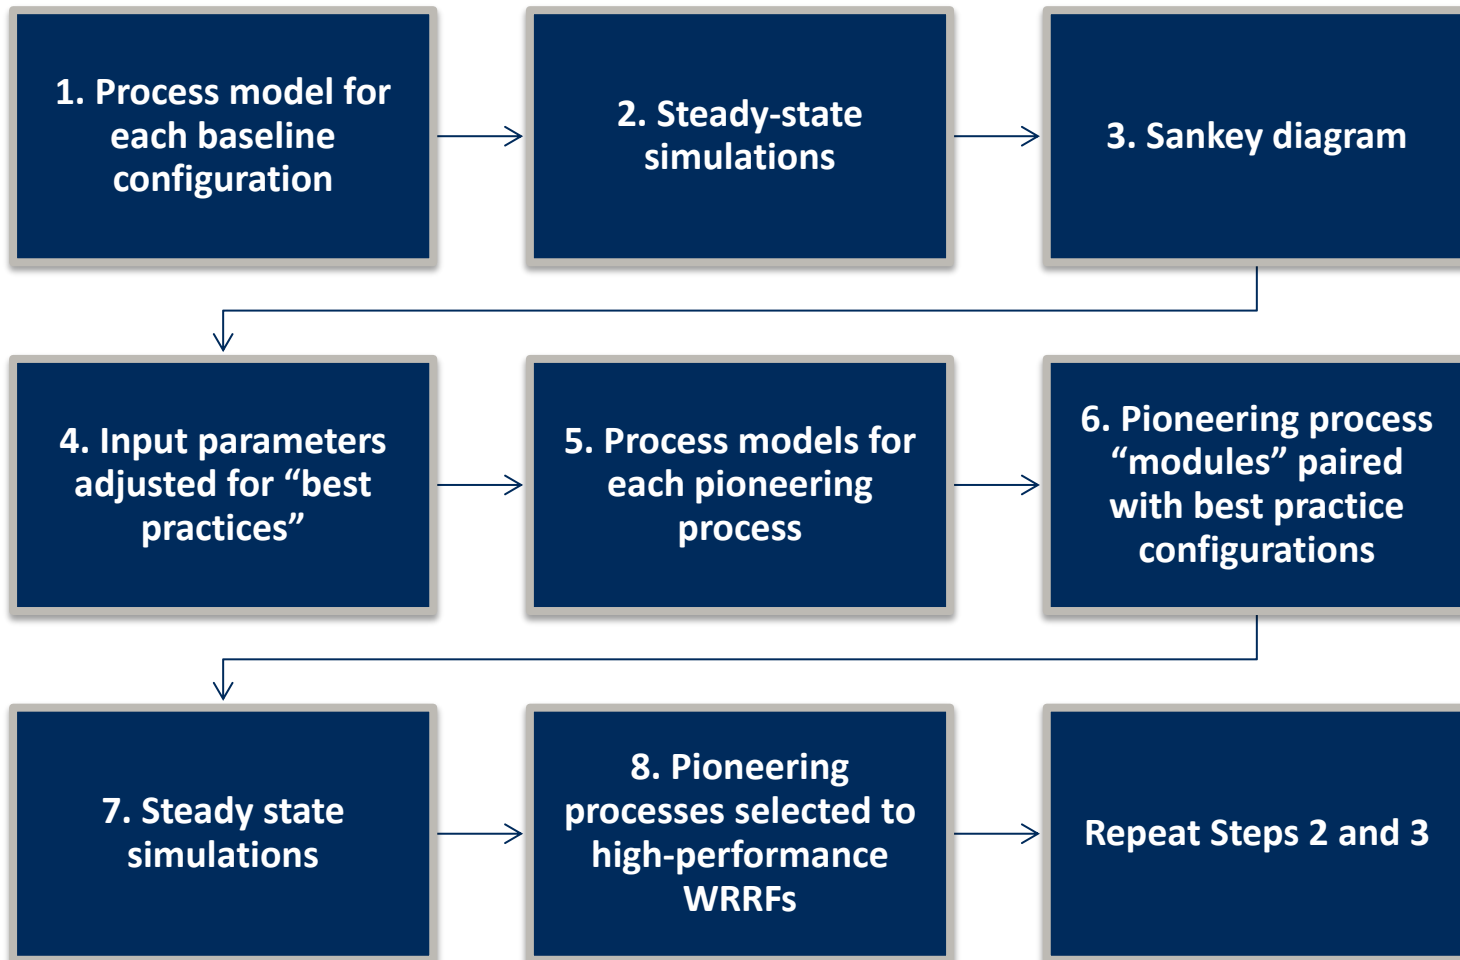 1. Process model for
each baseline
configuration
2. Steady-state
simulations
3. Sankey diagram
4. Input parameters
adjusted for “best
practices”
5. Process models for
each pioneering
process
6. Pioneering process
“modules” paired
with best practice
configurations
7. Steady state
simulations
8. Pioneering
processes selected to
high-performance
WRRFs
Repeat Steps 2 and 3